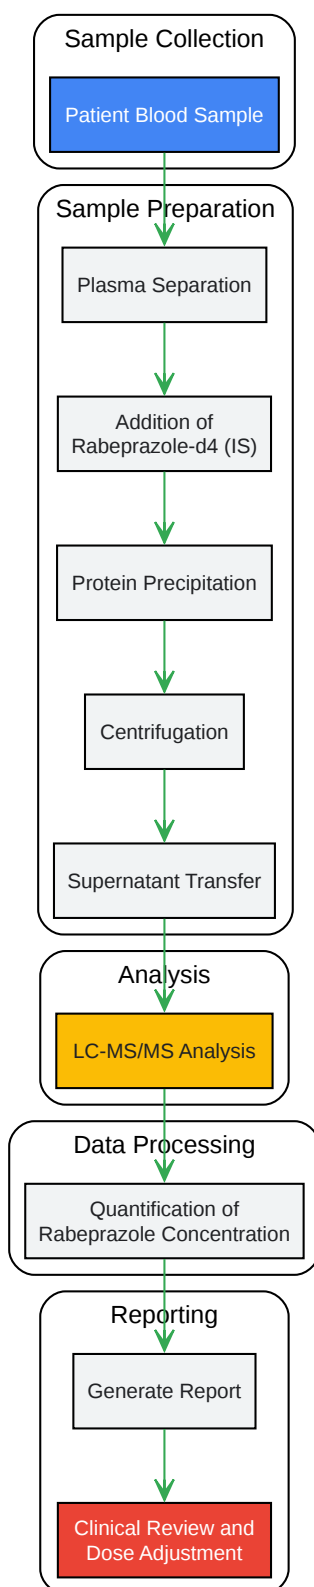 Sample Collection
Patient Blood Sample
Sample Preparation
Plasma Separation
Addition of
Rabeprazole-d4 (IS)
Protein Precipitation
Centrifugation
Supernatant Transfer
Analysis
LC-MS/MS Analysis
Data Processing
Quantification of
Rabeprazole Concentration
Reporting
Generate Report
Clinical Review and
Dose Adjustment